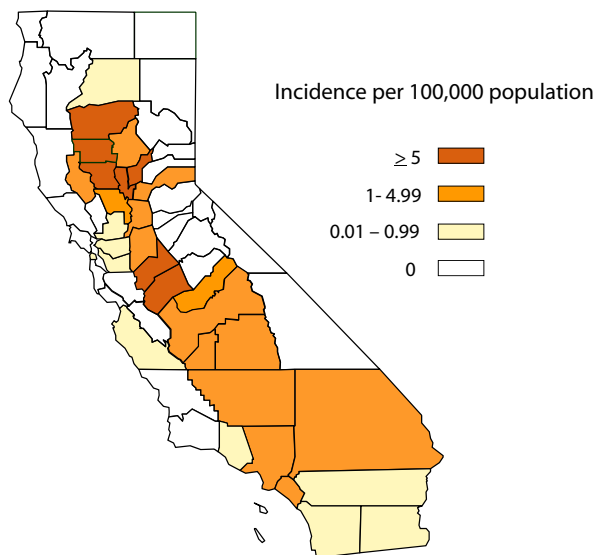 Incidence per 100,000 population
≥ 5
1- 4.99
0.01 – 0.99
0